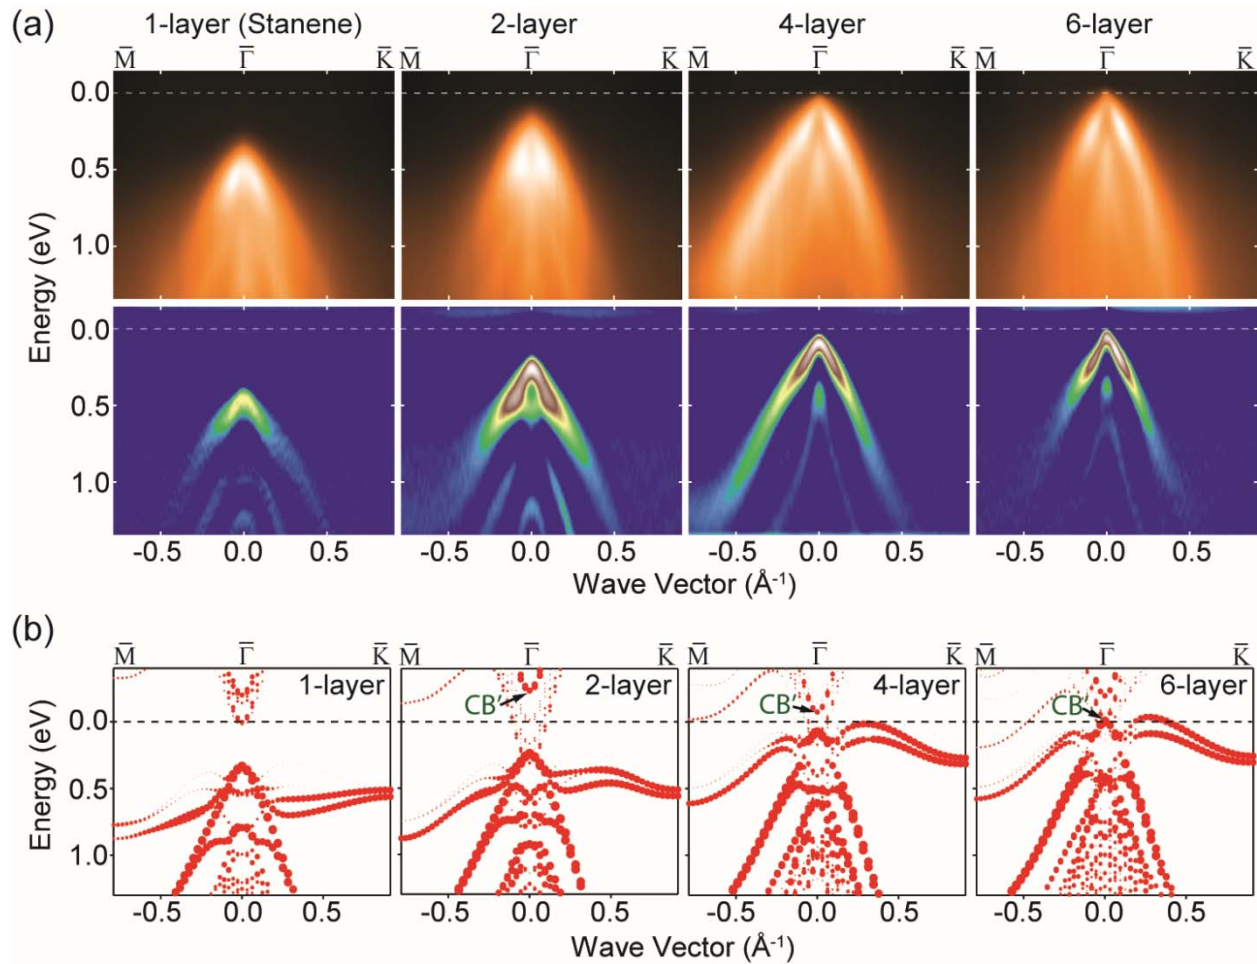 (a)
1-layer (Stanene) 2-layer 4-layer 6-layer
M̅ Γ̅ K̅ M̅ Γ̅ K̅ M̅ Γ̅ K̅ M̅ Γ̅ K̅
Energy (eV)
0.0
0.5
1.0
0.0
0.5
1.0
-0.5 0.0 0.5 -0.5 0.0 0.5 -0.5 0.0 0.5 -0.5 0.0 0.5
Wave Vector (Å-1)
(b)
M̅ Γ̅ K̅ M̅ Γ̅ K̅ M̅ Γ̅ K̅ M̅ Γ̅ K̅
1-layer 2-layer 4-layer 6-layer
CB′ CB′ CB′
Energy (eV)
0.0
0.5
1.0
-0.5 0.0 0.5 -0.5 0.0 0.5 -0.5 0.0 0.5 -0.5 0.0 0.5
Wave Vector (Å-1)